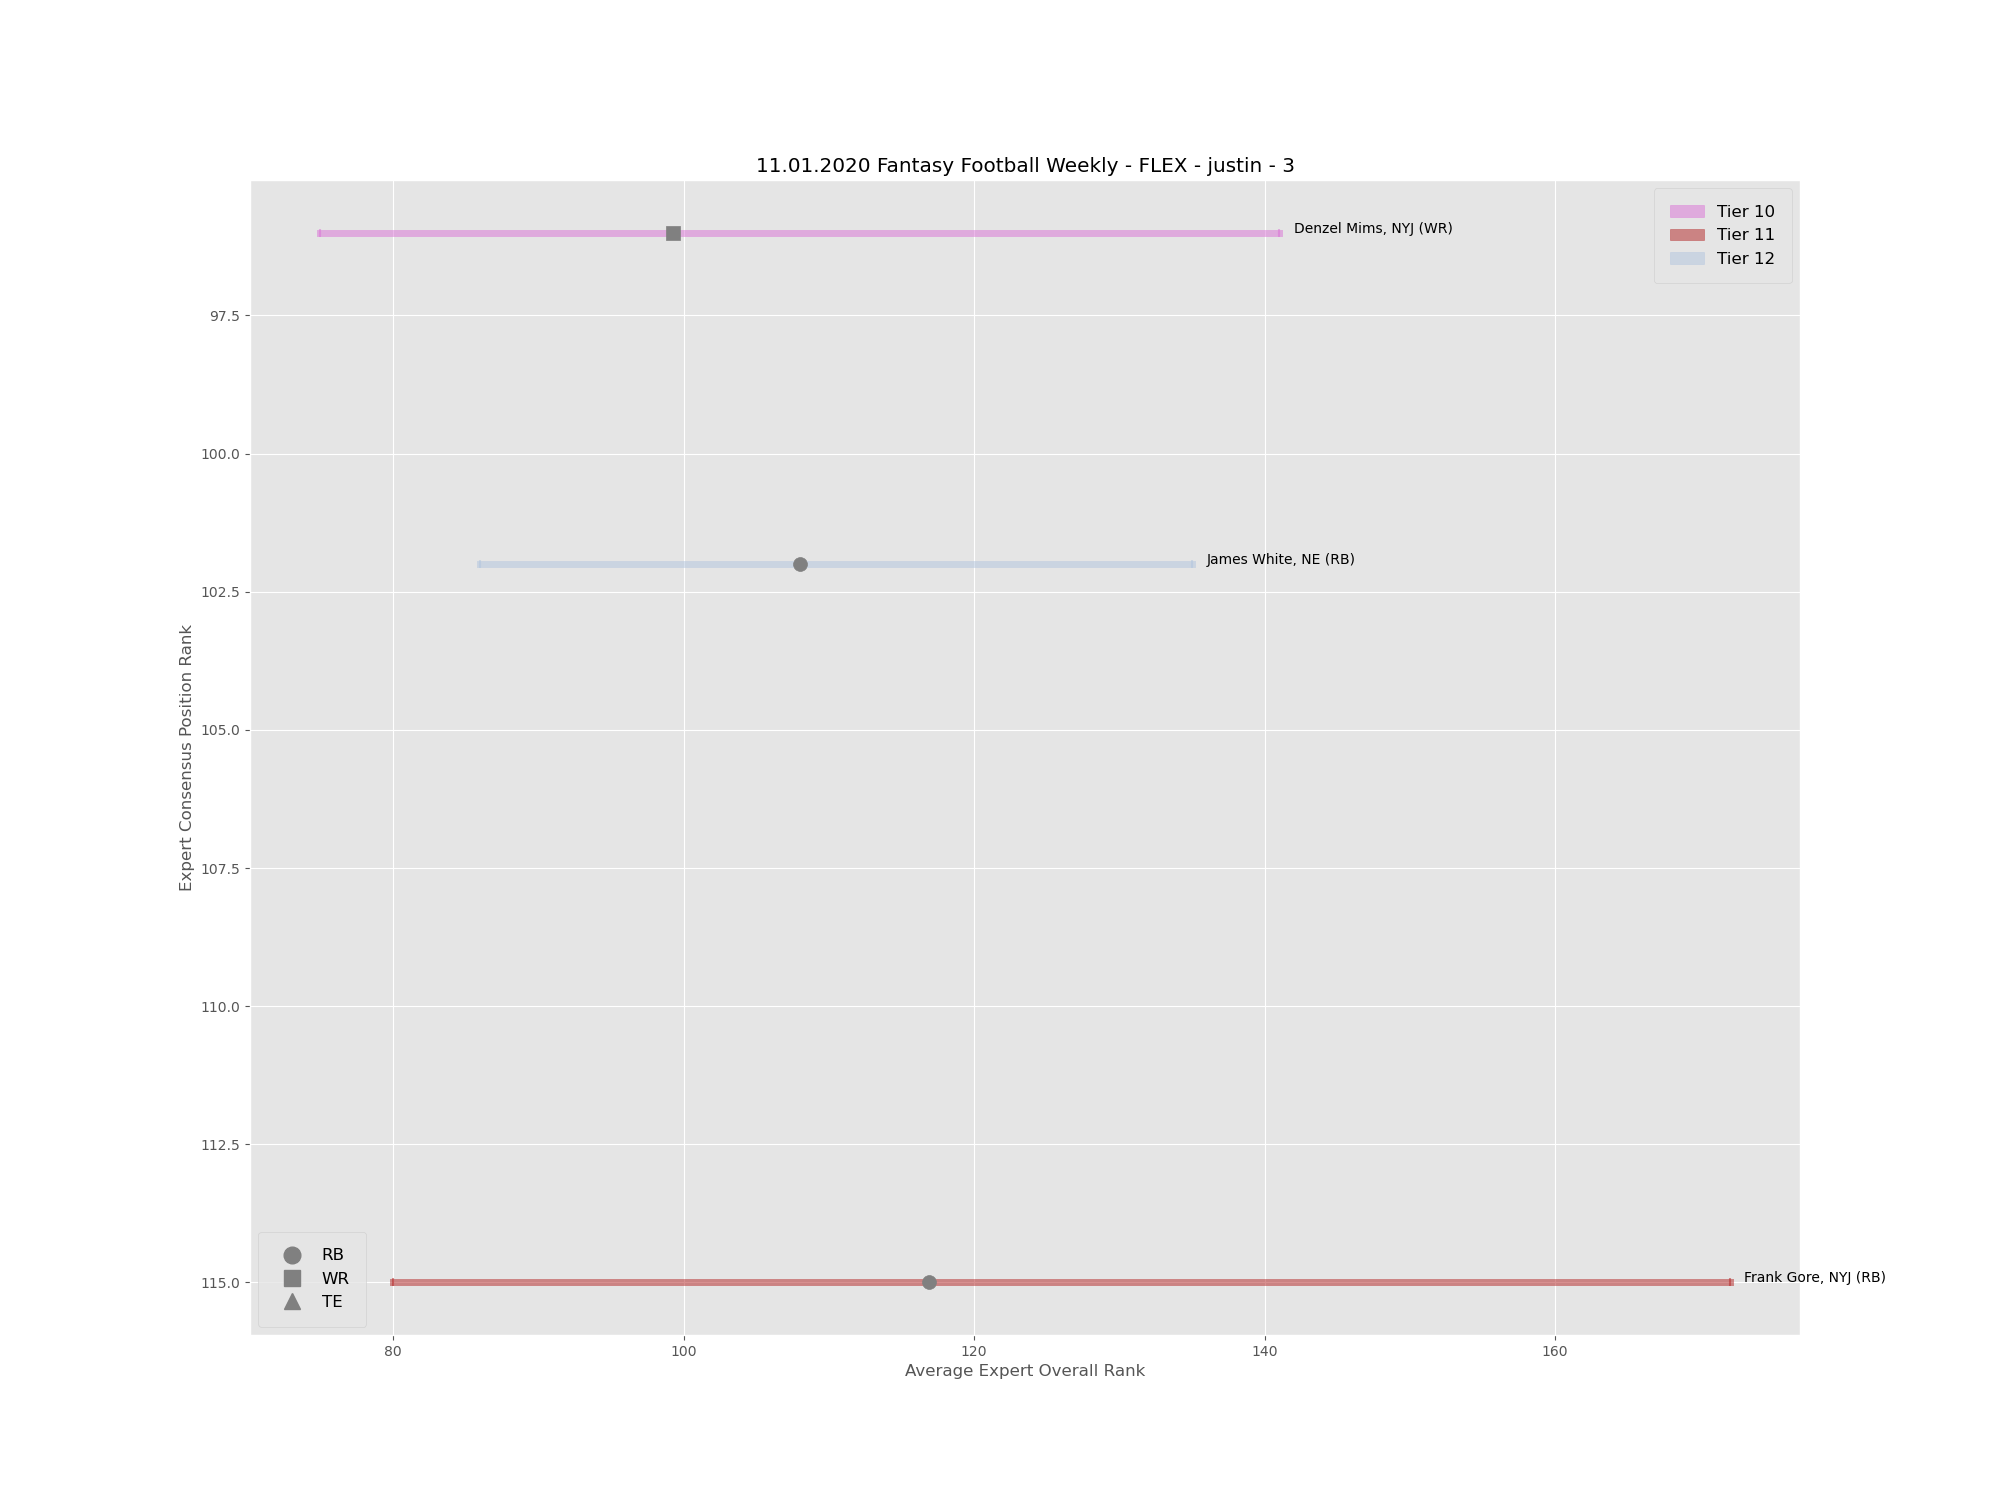 11.01.2020 Fantasy Football Weekly - FLEX - justin - 3
Denzel Mims, NYJ (WR)
Tier 10
Tier 11
Tier 12
James White, NE (RB)
Frank Gore, NYJ (RB)
Expert Consensus Position Rank
97.5
100.0
102.5
105.0
107.5
110.0
112.5
115.0
RB
WR
TE
80
100
120
140
160
Average Expert Overall Rank